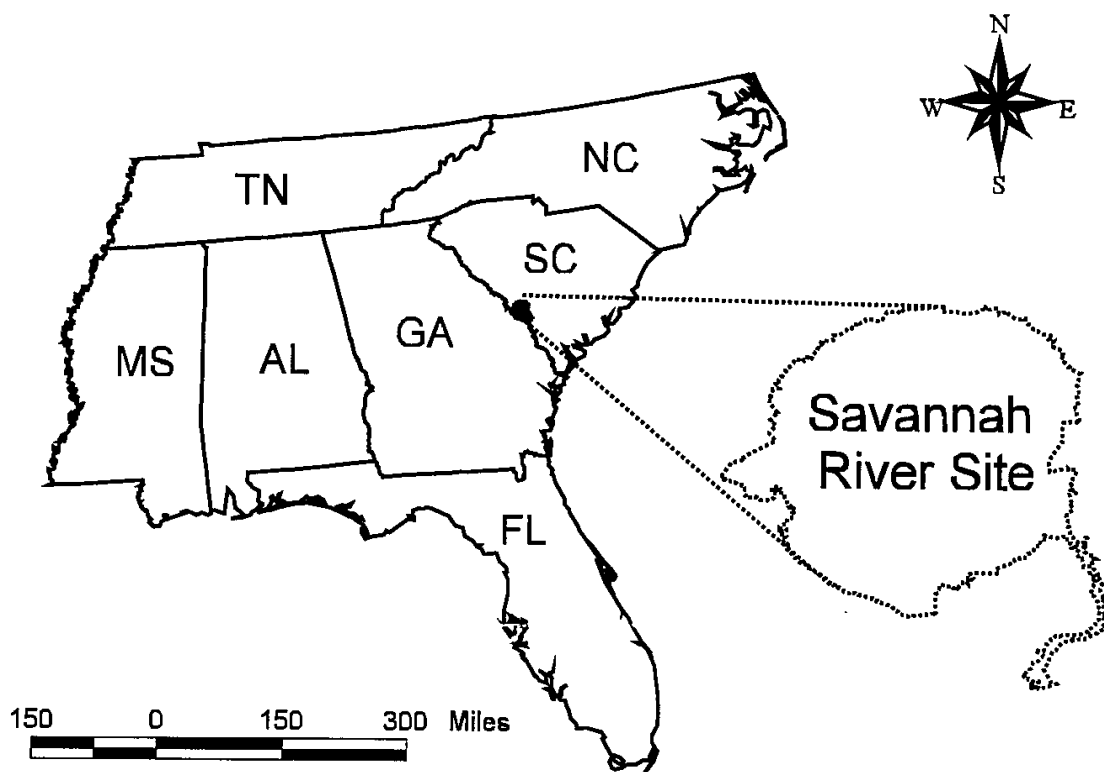 N
W E
S
TN
NC
SC
MS
AL
GA
FL
Savannah
River Site
150 0 150 300 Miles